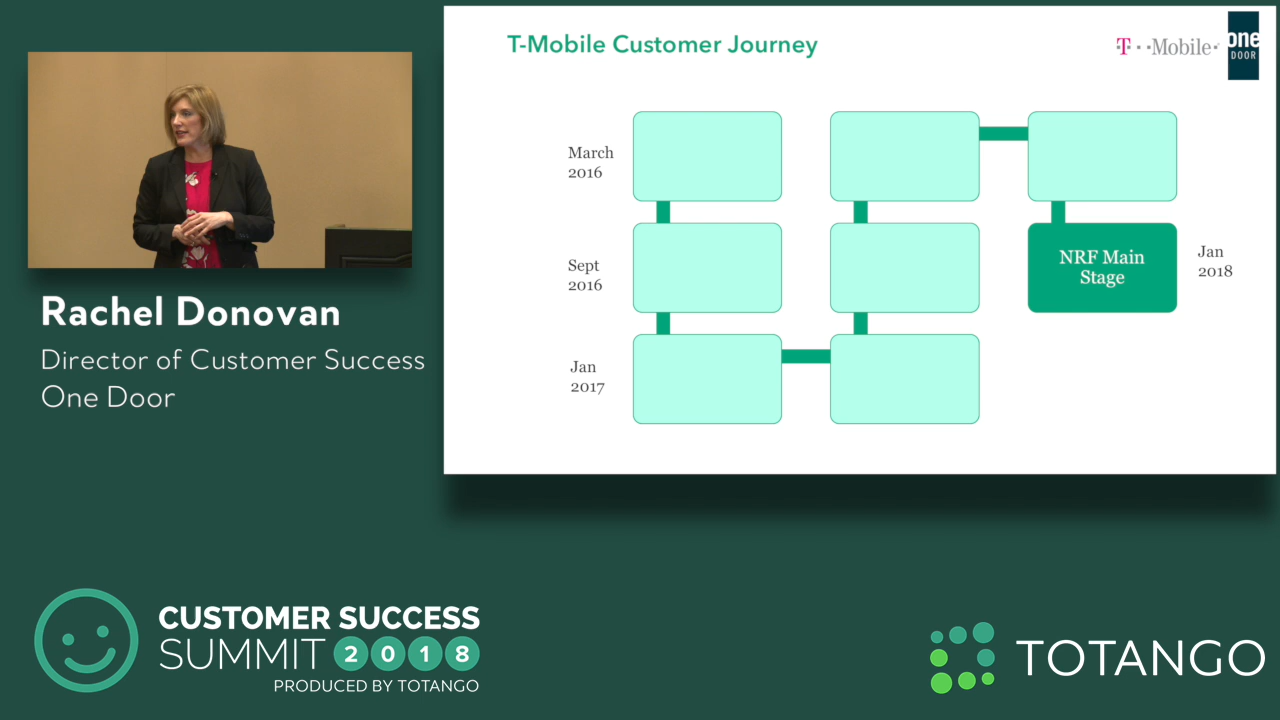 T-Mobile Customer Journey
T··Mobile·
one
DOOR
March
2016
Sept
2016
NRF Main
Stage
Jan
2018
Jan
2017
Rachel Donovan
Director of Customer Success
One Door
CUSTOMER SUCCESS
SUMMIT 2018
PRODUCED BY TOTANGO
TOTANGO